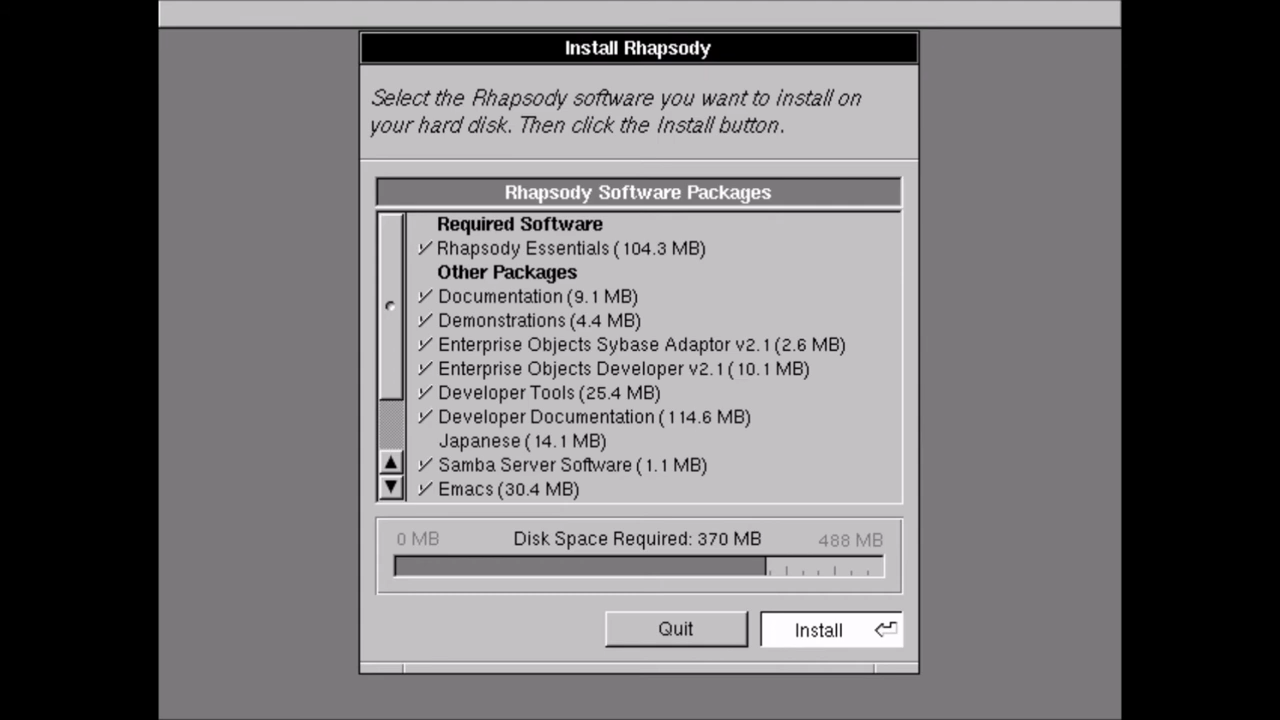 Install Rhapsody
Select the Rhapsody software you want to install on
your hard disk. Then click the Install button.
Rhapsody Software Packages
Required Software
Rhapsody Essentials (104.3 MB)
Other Packages
Documentation (9.1 MB)
Demonstrations (4.4 MB)
Enterprise Objects Sybase Adaptor v2.1 (2.6 MB)
Enterprise Objects Developer v2.1 (10.1 MB)
Developer Tools (25.4 MB)
Developer Documentation (114.6 MB)
Japanese (14.1 MB)
Samba Server Software (1.1 MB)
Emacs (30.4 MB)
0 MB Disk Space Required: 370 MB 488 MB
Quit Install